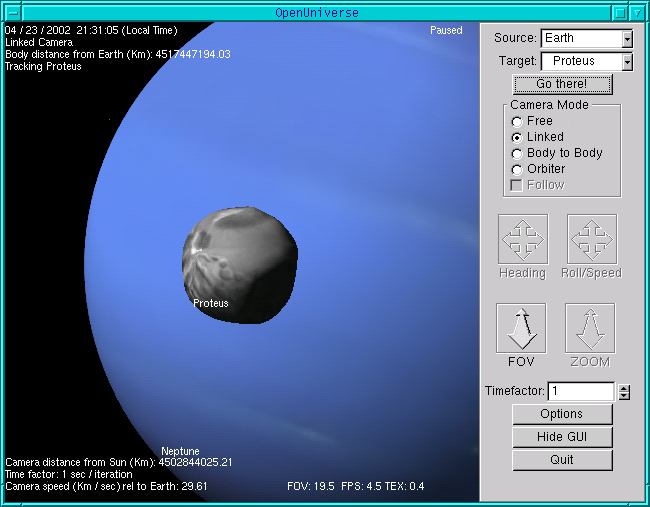 OpenUniverse
04 / 23 / 2002 21:31:05 (Local Time)
Paused
Linked Camera
Body distance from Earth (Km): 4517447194.03
Tracking Proteus
Source: Earth
Target: Proteus
Go there!
Camera Mode
Free
Linked
Body to Body
Orbiter
Follow
Heading
Roll/Speed
FOV
ZOOM
Timefactor: 1
Options
Hide GUI
Quit
Proteus
Neptune
Camera distance from Sun (Km): 4502844025.21
Time factor: 1 sec / iteration
Camera speed (Km / sec) rel to Earth: 29.61
FOV: 19.5 FPS: 4.5 TEX: 0.4